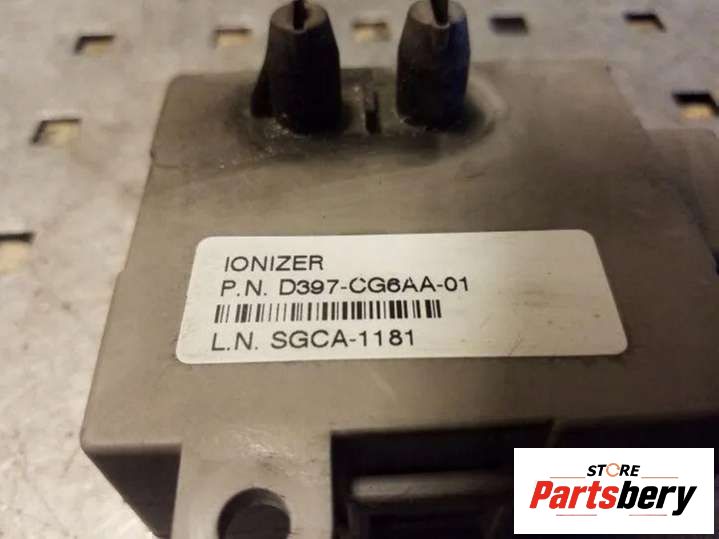 IONIZER
P.N. D397-CG6AA-01
L.N. SGCA-1181
STORE
Partsbery